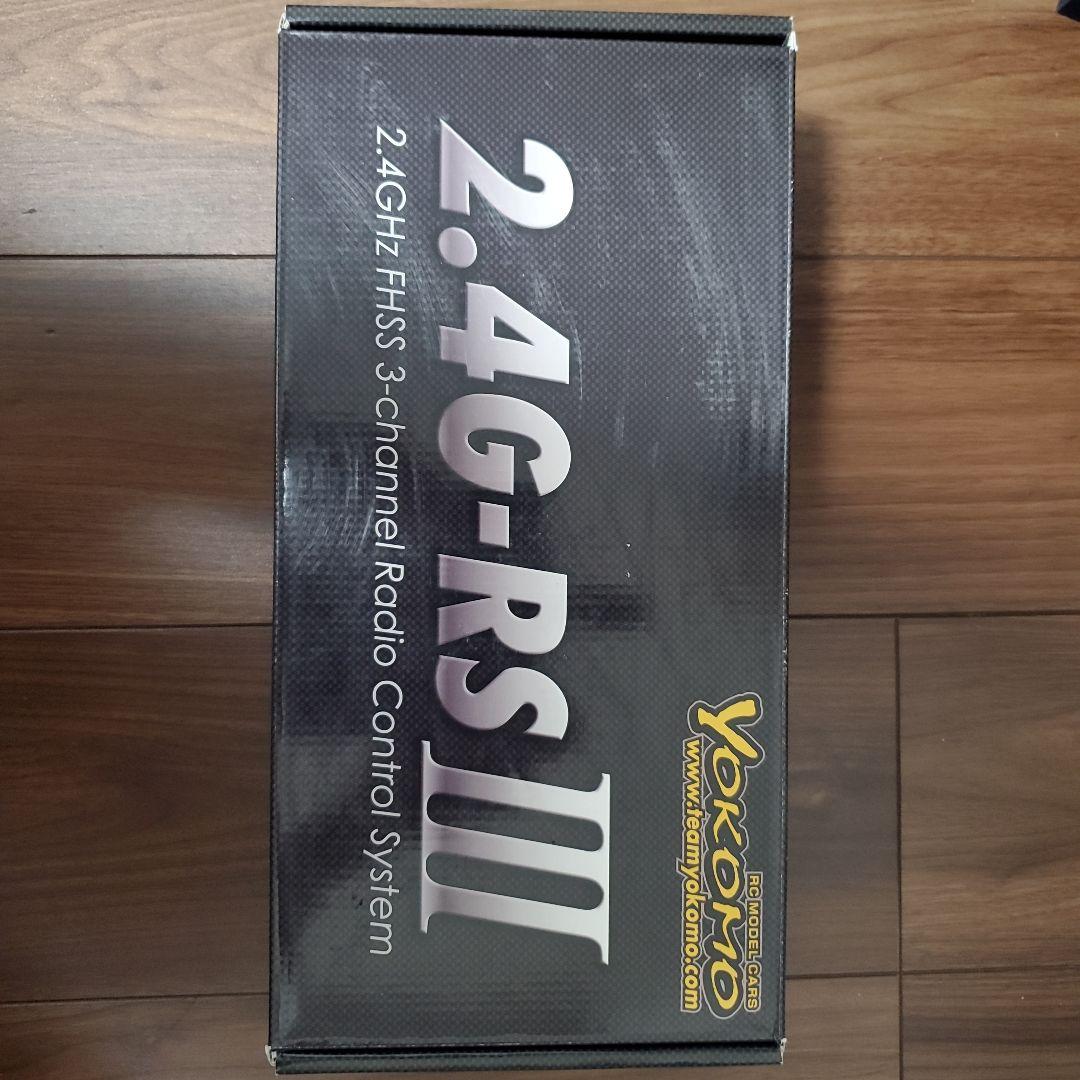 RC MODEL CARS
YOKOMO
www.teamyokomo.com
2.4G-RS III
2.4GHz FHSS 3-channel Radio Control System